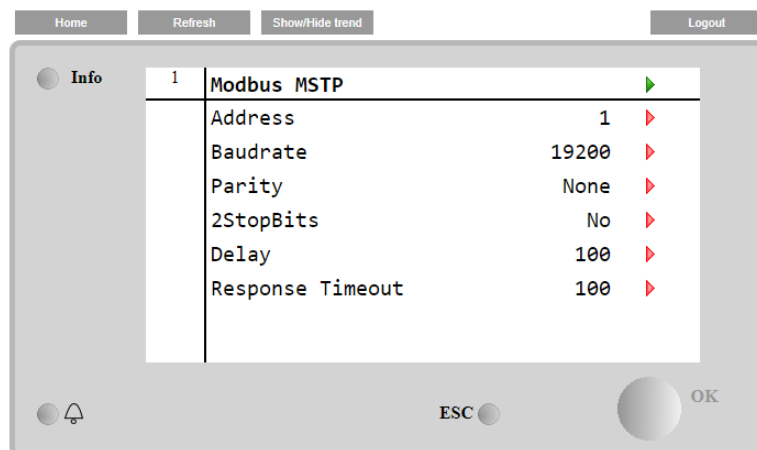 Home Refresh Show/Hide trend Logout
Info
1 Modbus MSTP
Address 1
Baudrate 19200
Parity None
2StopBits No
Delay 100
Response Timeout 100
ESC OK